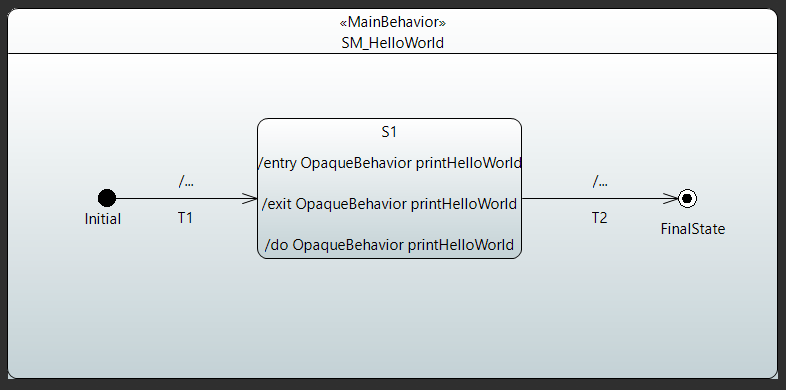 «MainBehavior»
SM_HelloWorld
S1
/entry OpaqueBehavior printHelloWorld
/exit OpaqueBehavior printHelloWorld
/do OpaqueBehavior printHelloWorld
/...
T1
Initial
/...
T2
FinalState